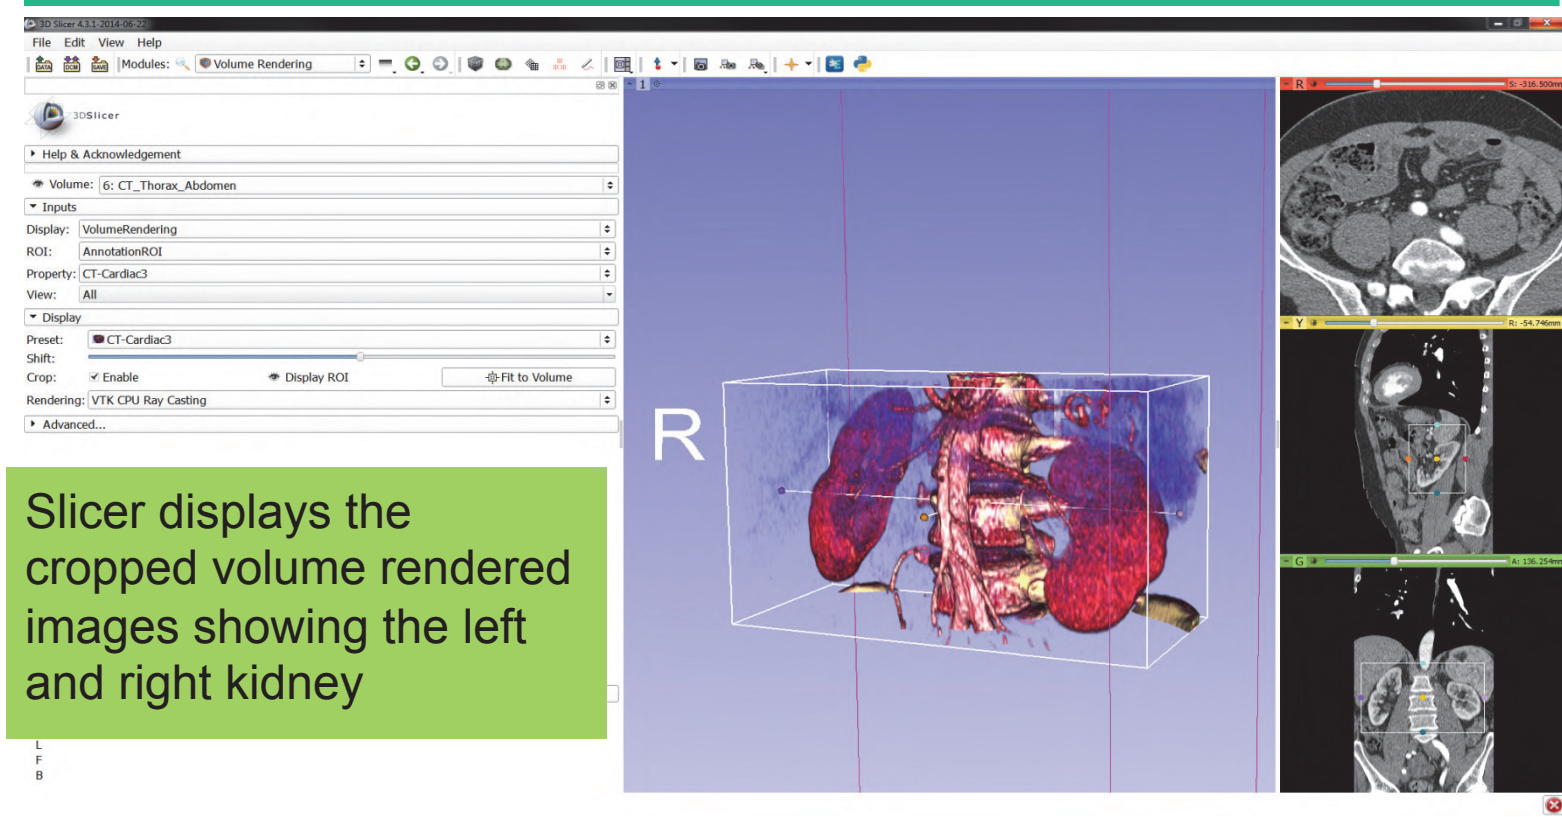 3D Slicer 4.3.1-2014-06-22
File Edit View Help
DATA DCM SAVE Modules: Volume Rendering
1
R S: -316.500mm
3DSlicer
Help & Acknowledgement
Volume: 6: CT_Thorax_Abdomen
Inputs
Display: VolumeRendering
ROI: AnnotationROI
Property: CT-Cardiac3
View: All
Display
Preset: CT-Cardiac3
Shift:
Crop: Enable Display ROI Fit to Volume
Rendering: VTK CPU Ray Casting
Advanced...
Slicer displays the
cropped volume rendered
images showing the left
and right kidney
L
F
B
R
Y R: -54.746mm
G A: 136.254mm